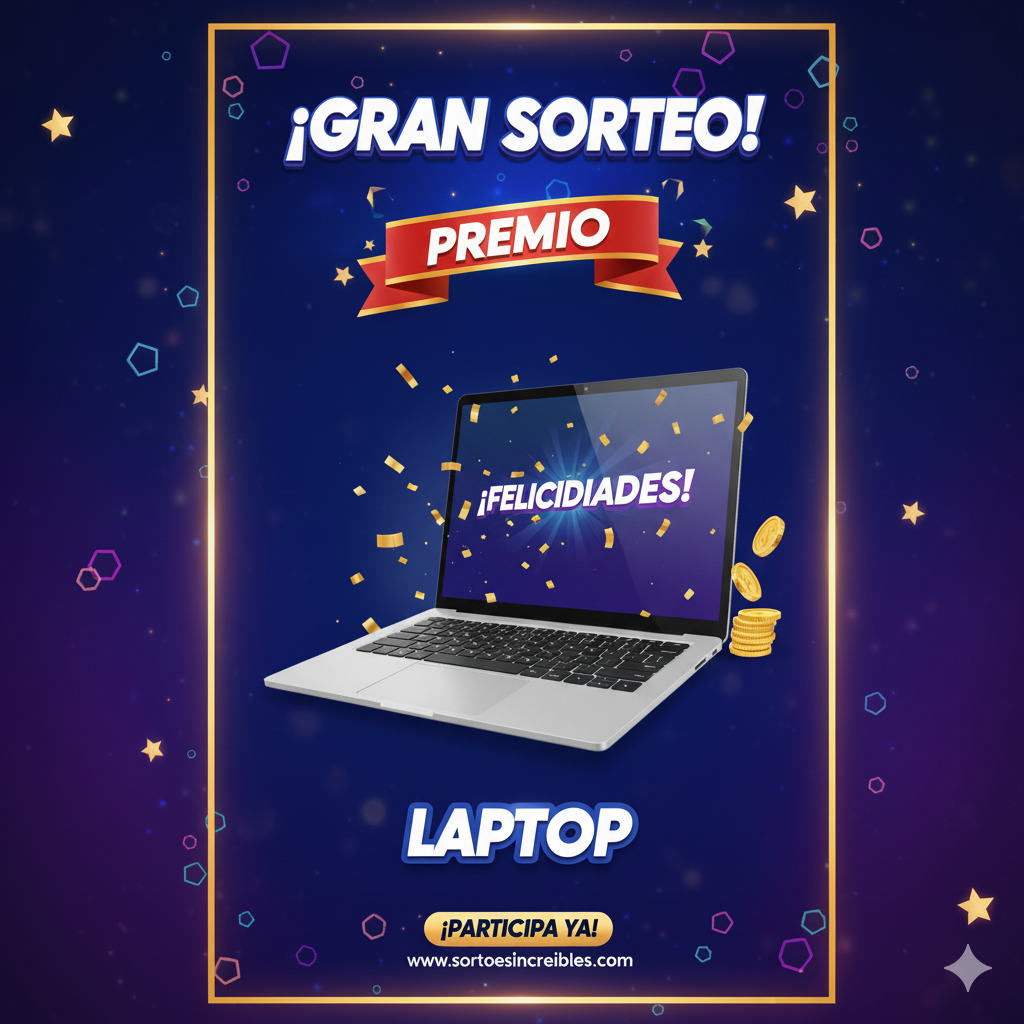 ¡GRAN SORTEO!
PREMIO
¡FELICIDIADES!
LAPTOP
¡PARTICIPA YA!
www.sortoesincreibles.com